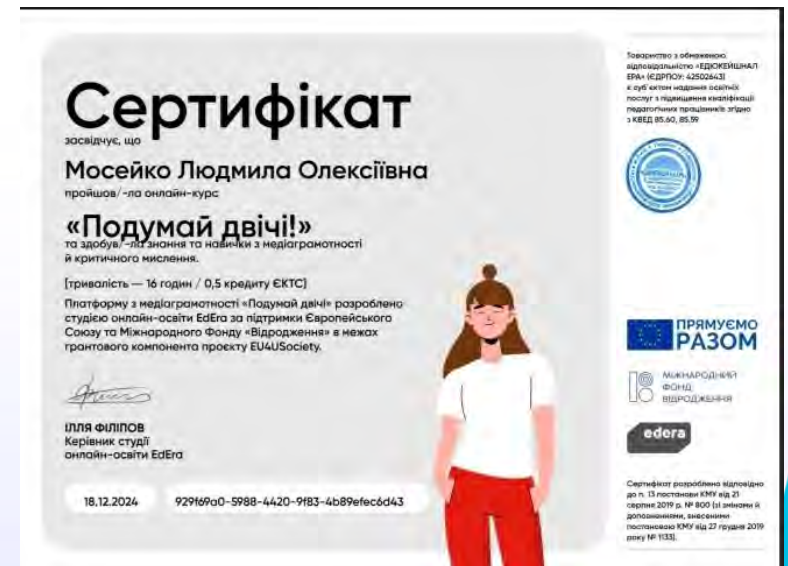 Сертифікат
засвідчує, що
Мосейко Людмила Олексіївна
пройшов/-ла онлайн-курс
«Подумай двічі!»
та здобув/-ла знання та навички з медіаграмотності
й критичного мислення.
[тривалість — 16 годин / 0,5 кредиту ЄКТС]
Платформу з медіаграмотності «Подумай двічі» розроблено
студією онлайн-освіти EdEra за підтримки Європейського
Союзу та Міжнародного Фонду «Відродження» в межах
грантового компонента проєкту EU4USociety.
ІЛЛЯ ФІЛІПОВ
Керівник студії
онлайн-освіти EdEra
18.12.2024
929f69a0-5988-4420-9f83-4b89efec6d43
Товариство з обмеженою
відповідальністю «ЕДЮКЕЙШНАЛ
ЕРА» (ЄДРПОУ: 42502643)
є суб'єктом надання освітніх
послуг з підвищення кваліфікації
педагогічних працівників згідно
з КВЕД 85.60, 85.59
ПРЯМУЄМО
РАЗОМ
МІЖНАРОДНИЙ
ФОНД
ВІДРОДЖЕННЯ
edera
Сертифікат розроблено відповідно
до п. 13 постанови КМУ від 21
серпня 2019 р. № 800 (зі змінами й
доповненнями, внесеними
постановою КМУ від 27 грудня 2019
року № 1133).